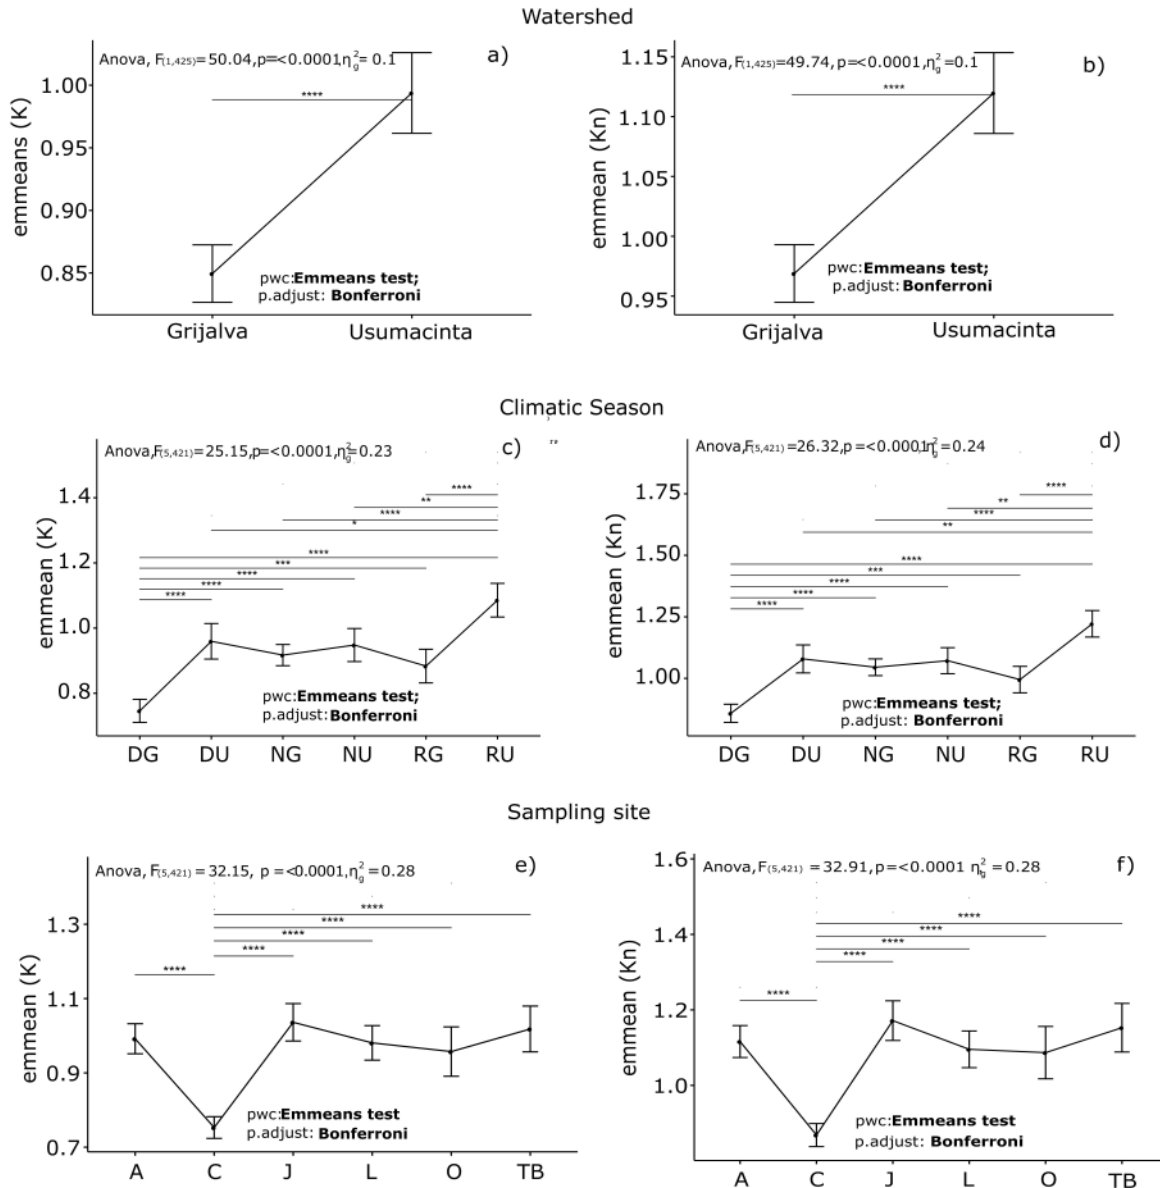 Watershed
a)
Anova, F(1,425)=50.04,p=<0.0001,η²g=0.1
****
emmeans (K)
1.00
0.95
0.90
0.85
pwc:Emmeans test;
p.adjust: Bonferroni
Grijalva Usumacinta
b)
Anova, F(1,425)=49.74, p=<0.0001,η²g=0.1
****
emmean (Kn)
1.15
1.10
1.05
1.00
0.95
pwc:Emmeans test;
p.adjust: Bonferroni
Grijalva Usumacinta
Climatic Season
c)
Anova,F(5,421)=25.15,p=<0.0001,η²g=0.23
****
**
****
*
****
***
****
****
****
emmean (K)
1.4
1.2
1.0
0.8
pwc:Emmeans test;
p.adjust: Bonferroni
DG DU NG NU RG RU
d)
Anova, F(5,421)=26.32,p=<0.0001η²g=0.24
****
**
****
**
****
***
****
****
****
emmean (Kn)
1.75
1.50
1.25
1.00
pwc:Emmeans test;
p.adjust: Bonferroni
DG DU NG NU RG RU
Sampling site
e)
Anova, F(5,421) = 32.15, p =<0.0001,η²g=0.28
****
****
****
****
****
emmean (K)
1.3
1.1
0.9
0.7
pwc:Emmeans test
p.adjust: Bonferroni
A C J L O TB
f)
Anova, F(5,421) =32.91,p=<0.0001 η²g=0.28
****
****
****
****
****
emmean (Kn)
1.6
1.4
1.2
1.0
pwc:Emmeans test
p.adjust: Bonferroni
A C J L O TB